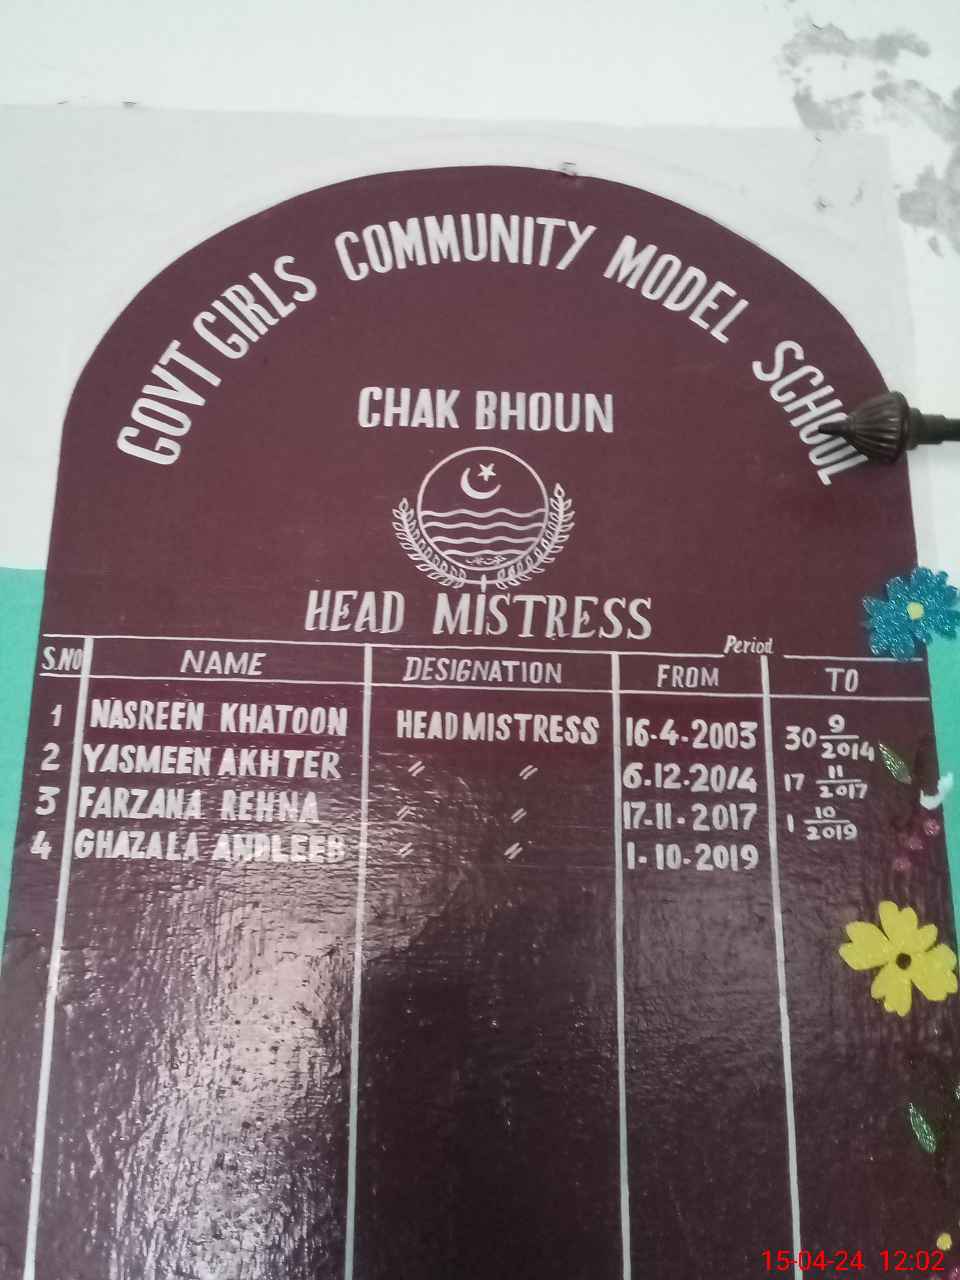 GOVT GIRLS COMMUNITY MODEL SCHOOL
CHAK BHOUN
HEAD MISTRESS
Period
S.NO NAME DESIGNATION FROM TO
1 NASREEN KHATOON HEADMISTRESS 16-4-2003 30 9/2014
2 YASMEEN AKHTER 〃 〃 6.12.2014 17 11/2017
3 FARZANA REHNA 〃 〃 17-11-2017 1 10/2019
4 GHAZALA ANDLEEB 〃 〃 1-10-2019
15-04-24 12:02